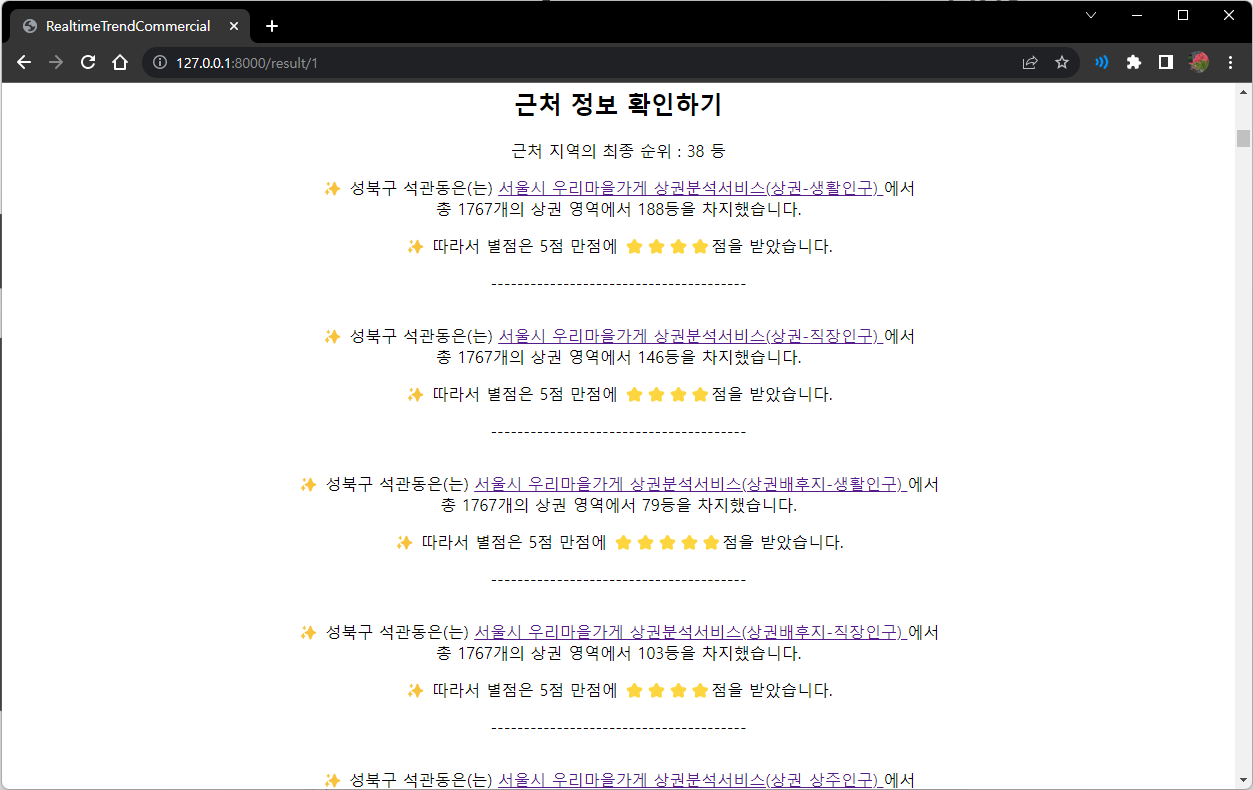 RealtimeTrendCommercial
127.0.0.1:8000/result/1
근처 정보 확인하기
근처 지역의 최종 순위 : 38 등
✨ 성북구 석관동은(는) 서울시 우리마을가게 상권분석서비스(상권-생활인구) 에서
총 1767개의 상권 영역에서 188등을 차지했습니다.
✨ 따라서 별점은 5점 만점에 ⭐⭐⭐⭐점을 받았습니다.
---------------------------------------
✨ 성북구 석관동은(는) 서울시 우리마을가게 상권분석서비스(상권-직장인구) 에서
총 1767개의 상권 영역에서 146등을 차지했습니다.
✨ 따라서 별점은 5점 만점에 ⭐⭐⭐⭐점을 받았습니다.
---------------------------------------
✨ 성북구 석관동은(는) 서울시 우리마을가게 상권분석서비스(상권배후지-생활인구) 에서
총 1767개의 상권 영역에서 79등을 차지했습니다.
✨ 따라서 별점은 5점 만점에 ⭐⭐⭐⭐⭐점을 받았습니다.
---------------------------------------
✨ 성북구 석관동은(는) 서울시 우리마을가게 상권분석서비스(상권배후지-직장인구) 에서
총 1767개의 상권 영역에서 103등을 차지했습니다.
✨ 따라서 별점은 5점 만점에 ⭐⭐⭐⭐점을 받았습니다.
---------------------------------------
✨ 성북구 석관동은(는) 서울시 우리마을가게 상권분석서비스(상권 상주인구) 에서